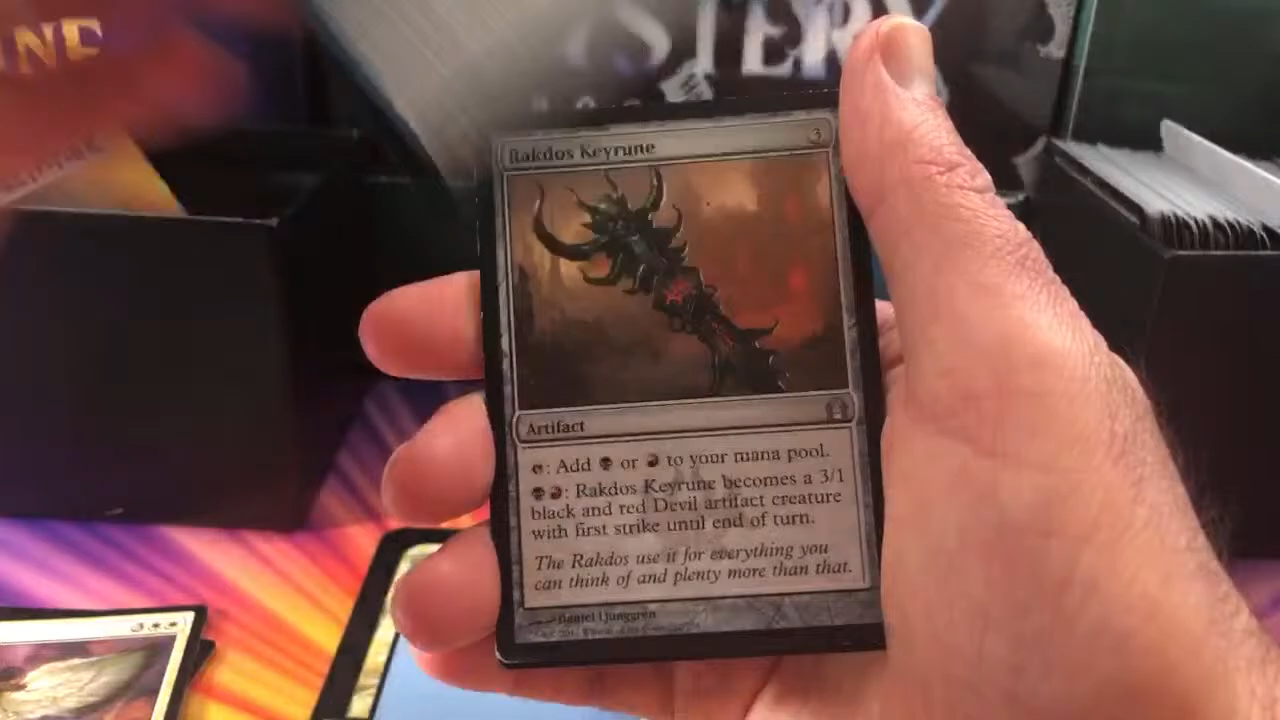 INE
STERY
Rakdos Keyrune 3
Artifact
: Add or to your mana pool.
: Rakdos Keyrune becomes a 3/1
black and red Devil artifact creature
with first strike until end of turn.
The Rakdos use it for everything you
can think of and plenty more than that.
Daniel Ljunggren